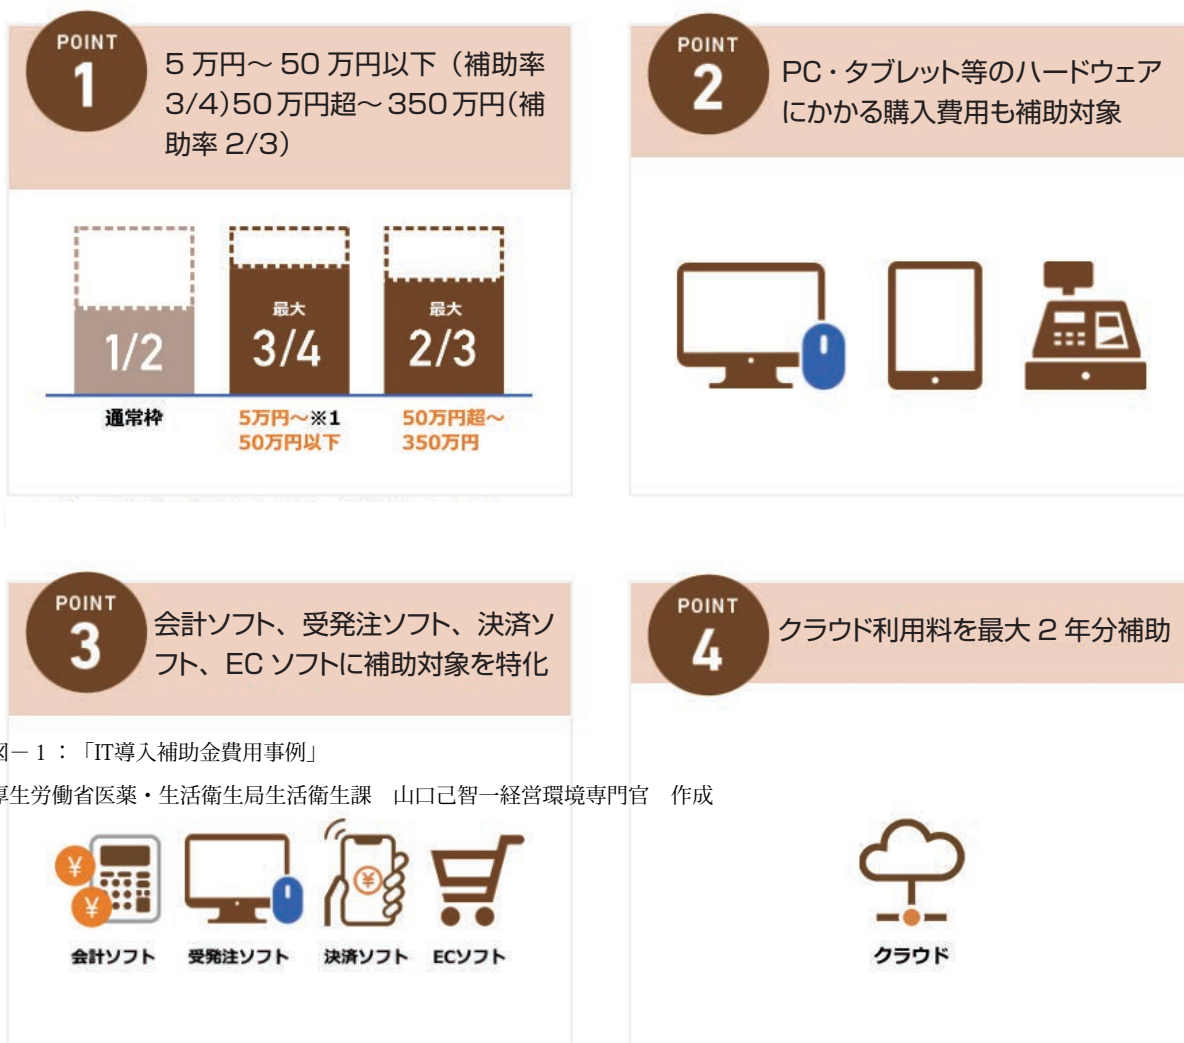 POINT
1
5 万円～ 50 万円以下（補助率
3/4)50 万円超～ 350 万円(補
助率 2/3）
1/2
最大
3/4
最大
2/3
通常枠
5万円～※1
50万円以下
50万円超～
350万円
POINT
2
PC・タブレット等のハードウェア
にかかる購入費用も補助対象
POINT
3
会計ソフト、受発注ソフト、決済ソ
フト、EC ソフトに補助対象を特化
図－1：「IT導入補助金費用事例」
厚生労働省医薬・生活衛生局生活衛生課　山口己智一経営環境専門官　作成
¥
¥
¥
会計ソフト
受発注ソフト
決済ソフト
ECソフト
POINT
4
クラウド利用料を最大 2 年分補助
クラウド